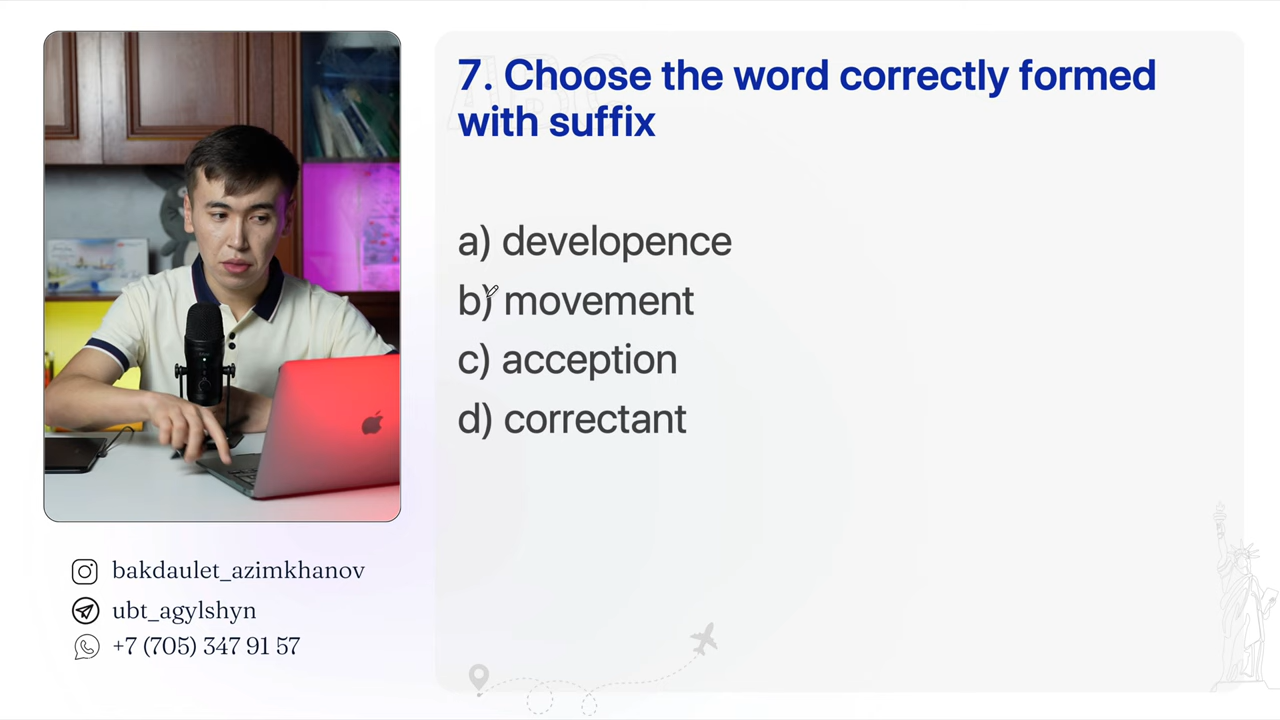 7. Choose the word correctly formed
with suffix
a) developence
b) movement
c) acception
d) correctant
bakdaulet_azimkhanov
ubt_agylshyn
+7 (705) 347 91 57